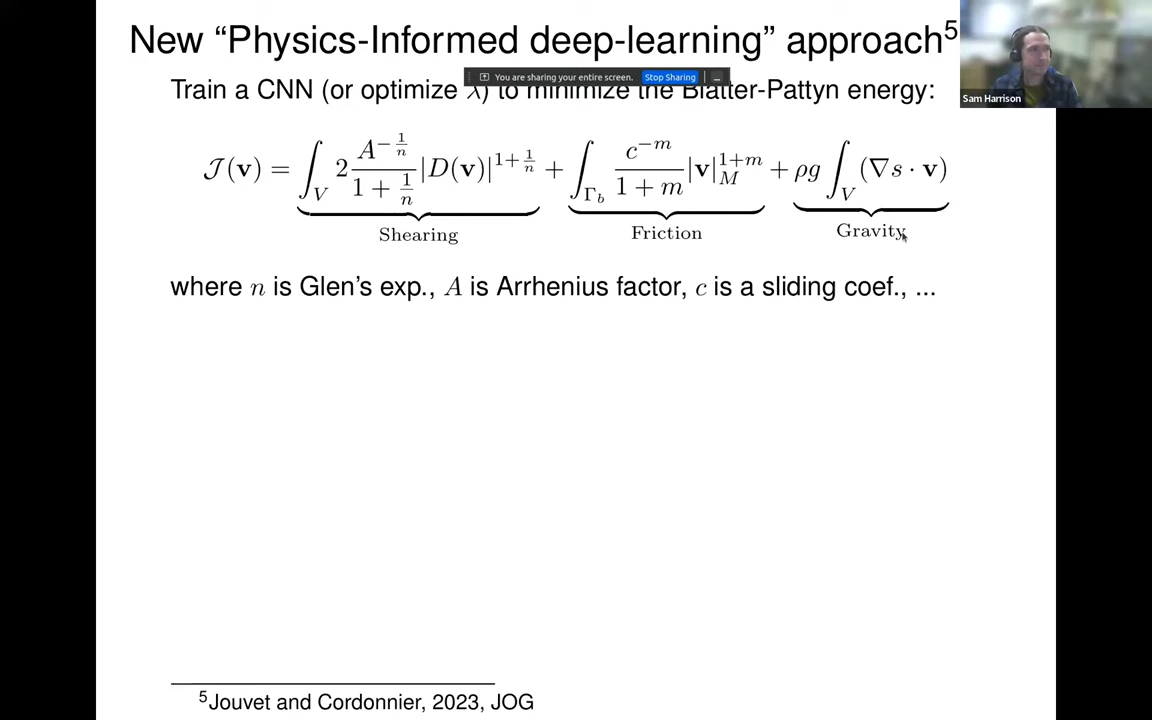 New “Physics-Informed deep-learning” approach⁵
You are sharing your entire screen. Stop Sharing
Train a CNN (or optimize λ) to minimize the Blatter-Pattyn energy:
Sam Harrison
𝒥(v) = ∫_V 2 A^{-1/n} / (1 + 1/n) |D(v)|^{1+1/n} + ∫_{Γ_b} c^{-m} / (1 + m) |v|_M^{1+m} + ρg ∫_V (∇s · v)
Shearing Friction Gravity
where n is Glen’s exp., A is Arrhenius factor, c is a sliding coef., ...
⁵Jouvet and Cordonnier, 2023, JOG